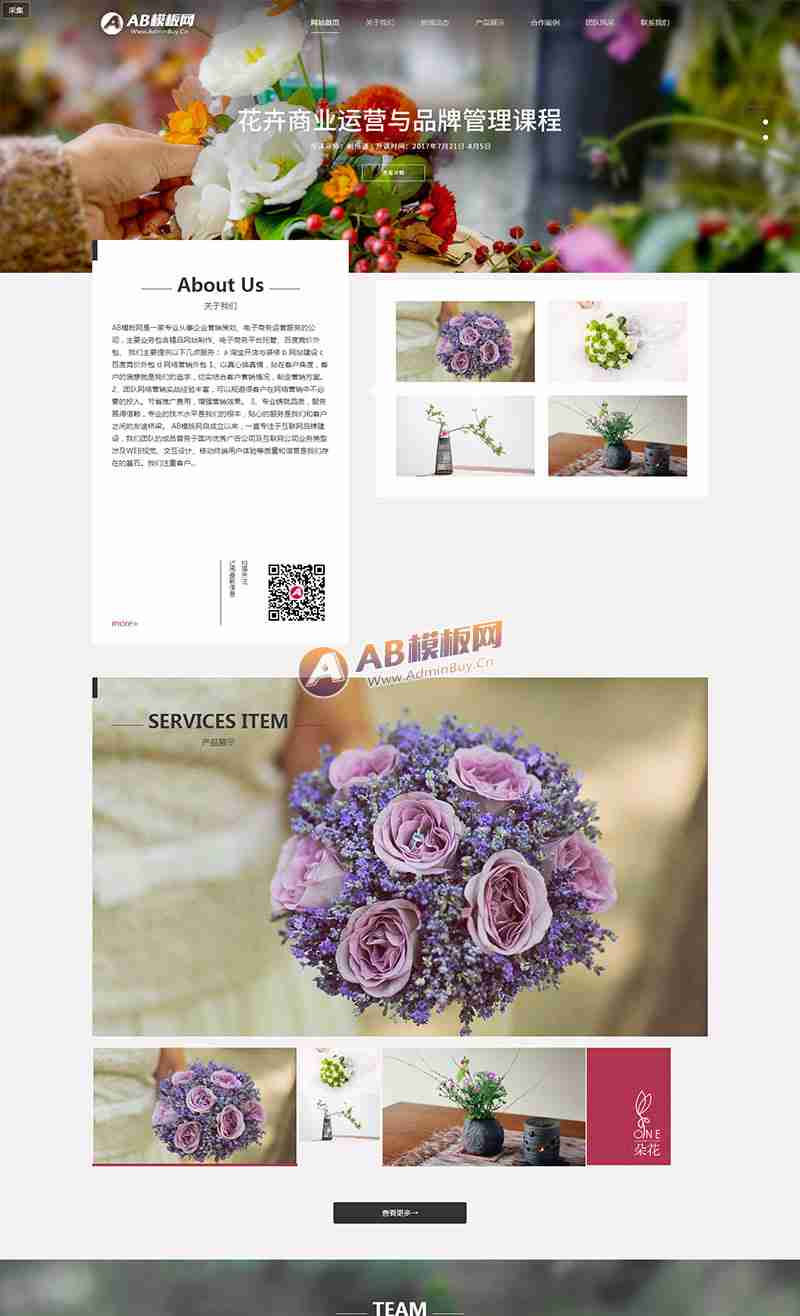 采集
AB模板网
www.AdminBuy.Cn
网站首页 关于我们 新闻动态 产品展示 合作案例 团队风采 联系我们
花卉商业运营与品牌管理课程
开课时间：2017年7月21日-8月5日
查看详情
About Us
关于我们
AB模板网是一家专业从事企业营销策划、电子商务运营服务的公
司，主要业务包含精品网站制作、电子商务平台托管、百度竞价外
包。 我们主要提供以下几点服务： a 淘宝开店与装修 b 网站建设 c
百度竞价外包 d 网络营销外包 1、以真心换真情，站在客户角度，客
户的满意就是我们的追求，切实结合客户营销情况，制定营销方案。
2、团队网络营销实战经验丰富，可以规避很客户在网络营销中不必
要的投入。节省推广费用，增强营销效果。 3、专业铸就品质，服务
赢得信赖，专业的技术水平是我们的根本，贴心的服务是我们和客户
之间的友谊桥梁。 AB模板网自成立以来，一直专注于互联网品牌建
设，我们团队的成员曾务于国内优秀广告公司及互联网公司业务类型
涉及WEB视觉、交互设计、移动终端用户体验等质量和信誉是我们存
在的基石。我们注重客户...
扫描关注
more»
AB模板网
Www.AdminBuy.Cn
SERVICES ITEM
产品展示
ONE
朵花
查看更多→
TEAM